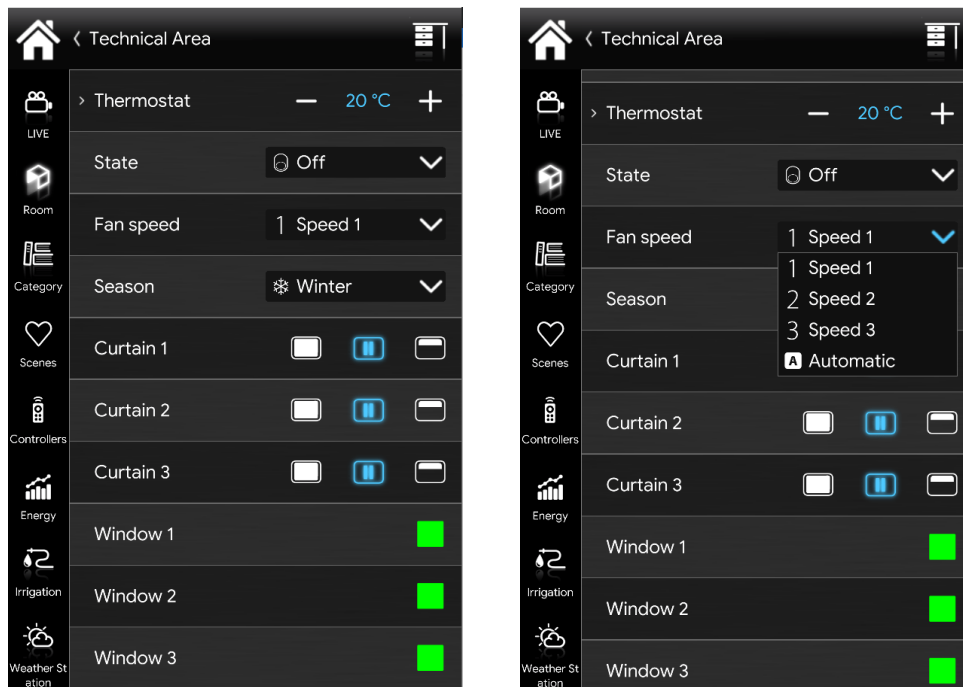 Technical Area
Thermostat 20 °C
State Off
Fan speed 1 Speed 1
Season Winter
Curtain 1
Curtain 2
Curtain 3
Window 1
Window 2
Window 3
LIVE
Room
Category
Scenes
Controllers
Energy
Irrigation
Weather St
ation
Technical Area
Thermostat 20 °C
State Off
Fan speed 1 Speed 1
1 Speed 1
2 Speed 2
3 Speed 3
A Automatic
Season
Curtain 1
Curtain 2
Curtain 3
Window 1
Window 2
Window 3
LIVE
Room
Category
Scenes
Controllers
Energy
Irrigation
Weather St
ation